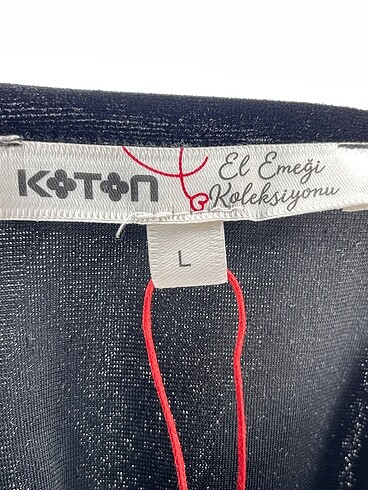 KOTON
El Emeği
Koleksiyonu
L